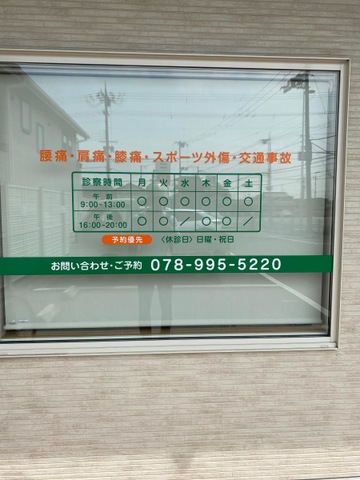 腰痛・肩痛・膝痛・スポーツ外傷・交通事故
診察時間 月 火 水 木 金 土
午前 9:00-13:00 ○ ○ ○ ○ ○ ○
午後 16:00-20:00 ○ ○ ／ ○ ○ ／
予約優先 〈休診日〉日曜・祝日
お問い合わせ・ご予約 078-995-5220